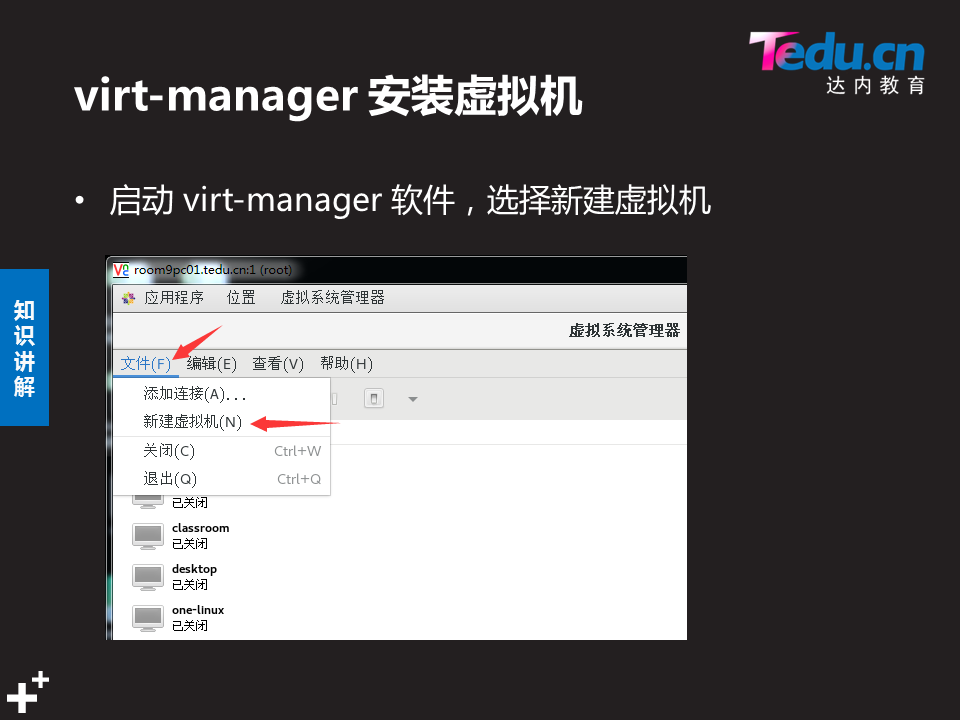 Tedu.cn
达内教育
virt-manager 安装虚拟机
• 启动 virt-manager 软件，选择新建虚拟机
知识讲解
room9pc01.tedu.cn:1 (root)
应用程序 位置 虚拟系统管理器
虚拟系统管理器
文件(F) 编辑(E) 查看(V) 帮助(H)
添加连接(A)...
新建虚拟机(N)
关闭(C) Ctrl+W
退出(Q) Ctrl+Q
已关闭
classroom
已关闭
desktop
已关闭
one-linux
已关闭